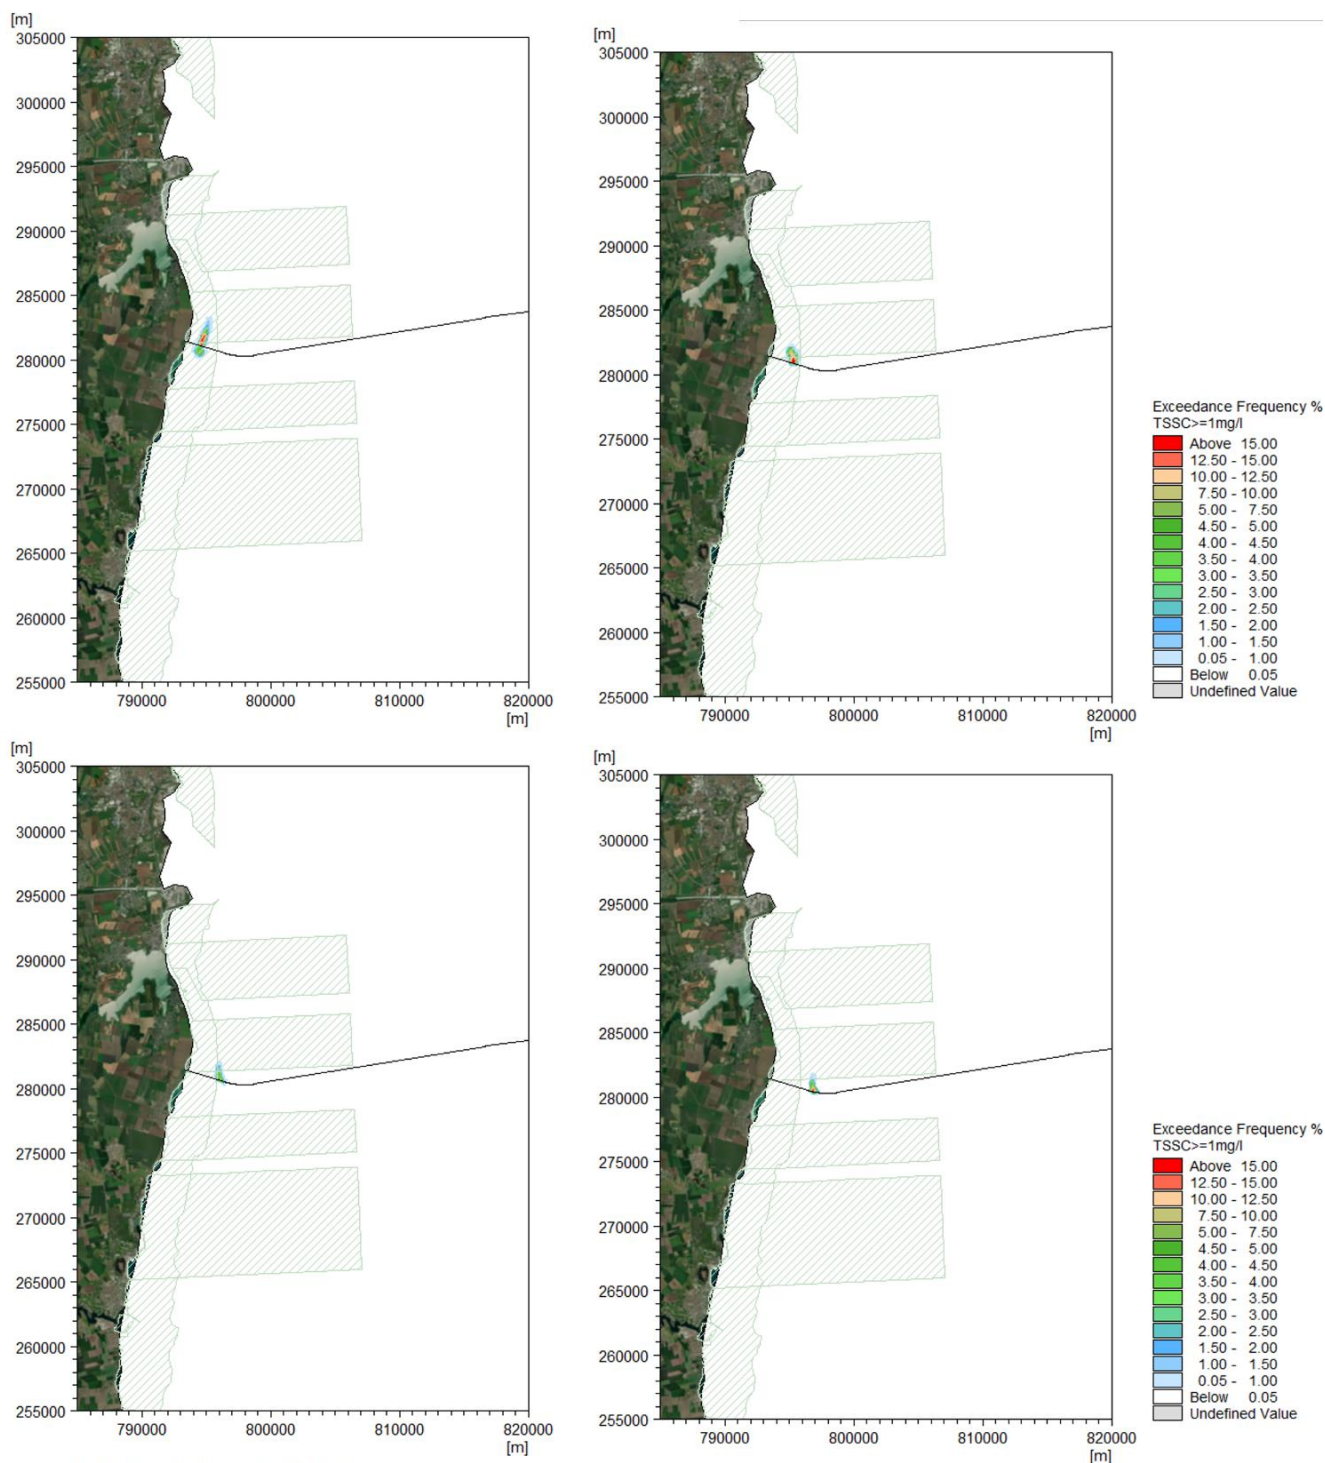 [m]
305000
300000
295000
290000
285000
280000
275000
270000
265000
260000
255000
790000 800000 810000 820000
[m]
[m]
305000
300000
295000
290000
285000
280000
275000
270000
265000
260000
255000
790000 800000 810000 820000
[m]
Exceedance Frequency %
TSSC>=1mg/l
Above 15.00
12.50 - 15.00
10.00 - 12.50
7.50 - 10.00
5.00 - 7.50
4.50 - 5.00
4.00 - 4.50
3.50 - 4.00
3.00 - 3.50
2.50 - 3.00
2.00 - 2.50
1.50 - 2.00
1.00 - 1.50
0.05 - 1.00
Below 0.05
Undefined Value
[m]
305000
300000
295000
290000
285000
280000
275000
270000
265000
260000
255000
790000 800000 810000 820000
[m]
[m]
305000
300000
295000
290000
285000
280000
275000
270000
265000
260000
255000
790000 800000 810000 820000
[m]
Exceedance Frequency %
TSSC>=1mg/l
Above 15.00
12.50 - 15.00
10.00 - 12.50
7.50 - 10.00
5.00 - 7.50
4.50 - 5.00
4.00 - 4.50
3.50 - 4.00
3.00 - 3.50
2.50 - 3.00
2.00 - 2.50
1.50 - 2.00
1.00 - 1.50
0.05 - 1.00
Below 0.05
Undefined Value